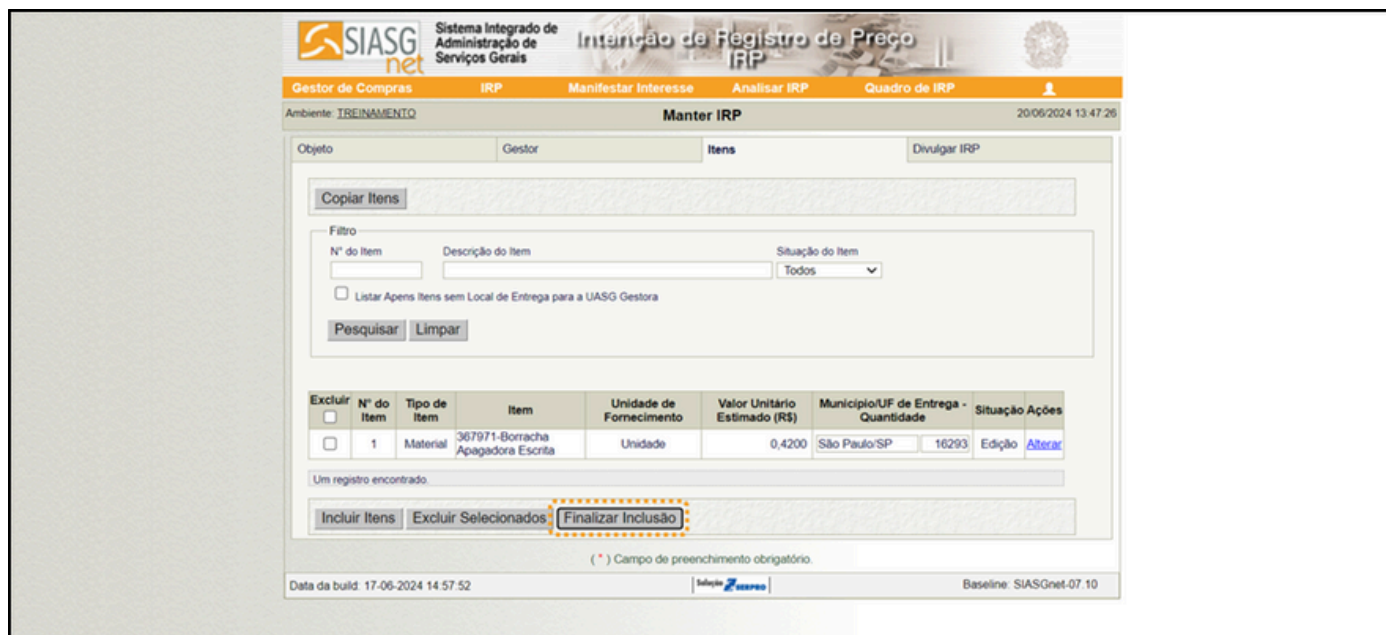 SIASG
net
Sistema Integrado de
Administração de
Serviços Gerais
Intenção de Registro de Preço
IRP
Gestor de Compras IRP Manifestar Interesse Analisar IRP Quadro de IRP
Ambiente: TREINAMENTO Manter IRP 20/06/2024 13:47:26
Objeto Gestor Itens Divulgar IRP
Copiar Itens
Filtro
N° do Item Descrição do Item Situação do Item
Todos
Listar Apens Itens sem Local de Entrega para a UASG Gestora
Pesquisar Limpar
Excluir N° do Item Tipo de Item Item Unidade de Fornecimento Valor Unitário Estimado (R$) Município/UF de Entrega - Quantidade Situação Ações
1 Material 367971-Borracha Apagadora Escrita Unidade 0,4200 São Paulo/SP 16293 Edição Alterar
Um registro encontrado.
Incluir Itens Excluir Selecionados Finalizar Inclusão
( * ) Campo de preenchimento obrigatório.
Data da build: 17-06-2024 14:57:52 Solução SERPRO Baseline: SIASGnet-07.10